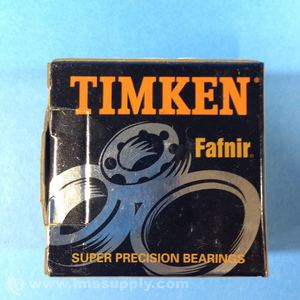 TIMKEN®
Fafnir®
SUPER PRECISION BEARINGS
© www.imssupply.com